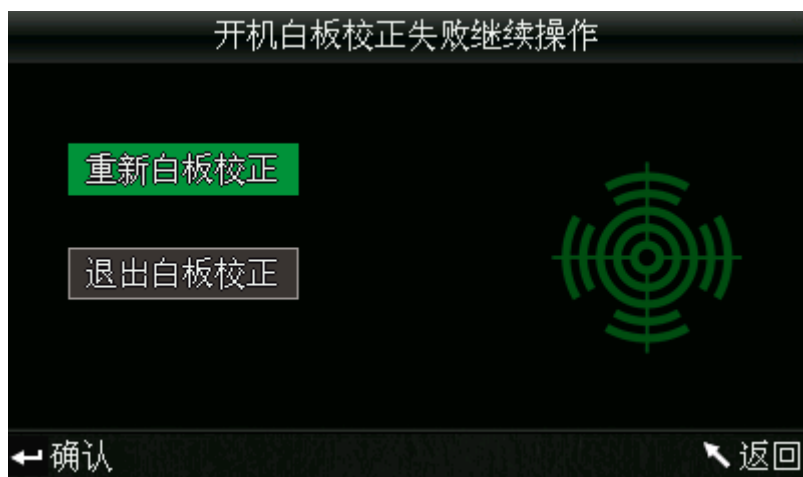 开机白板校正失败继续操作
重新白板校正
退出白板校正
确认
返回